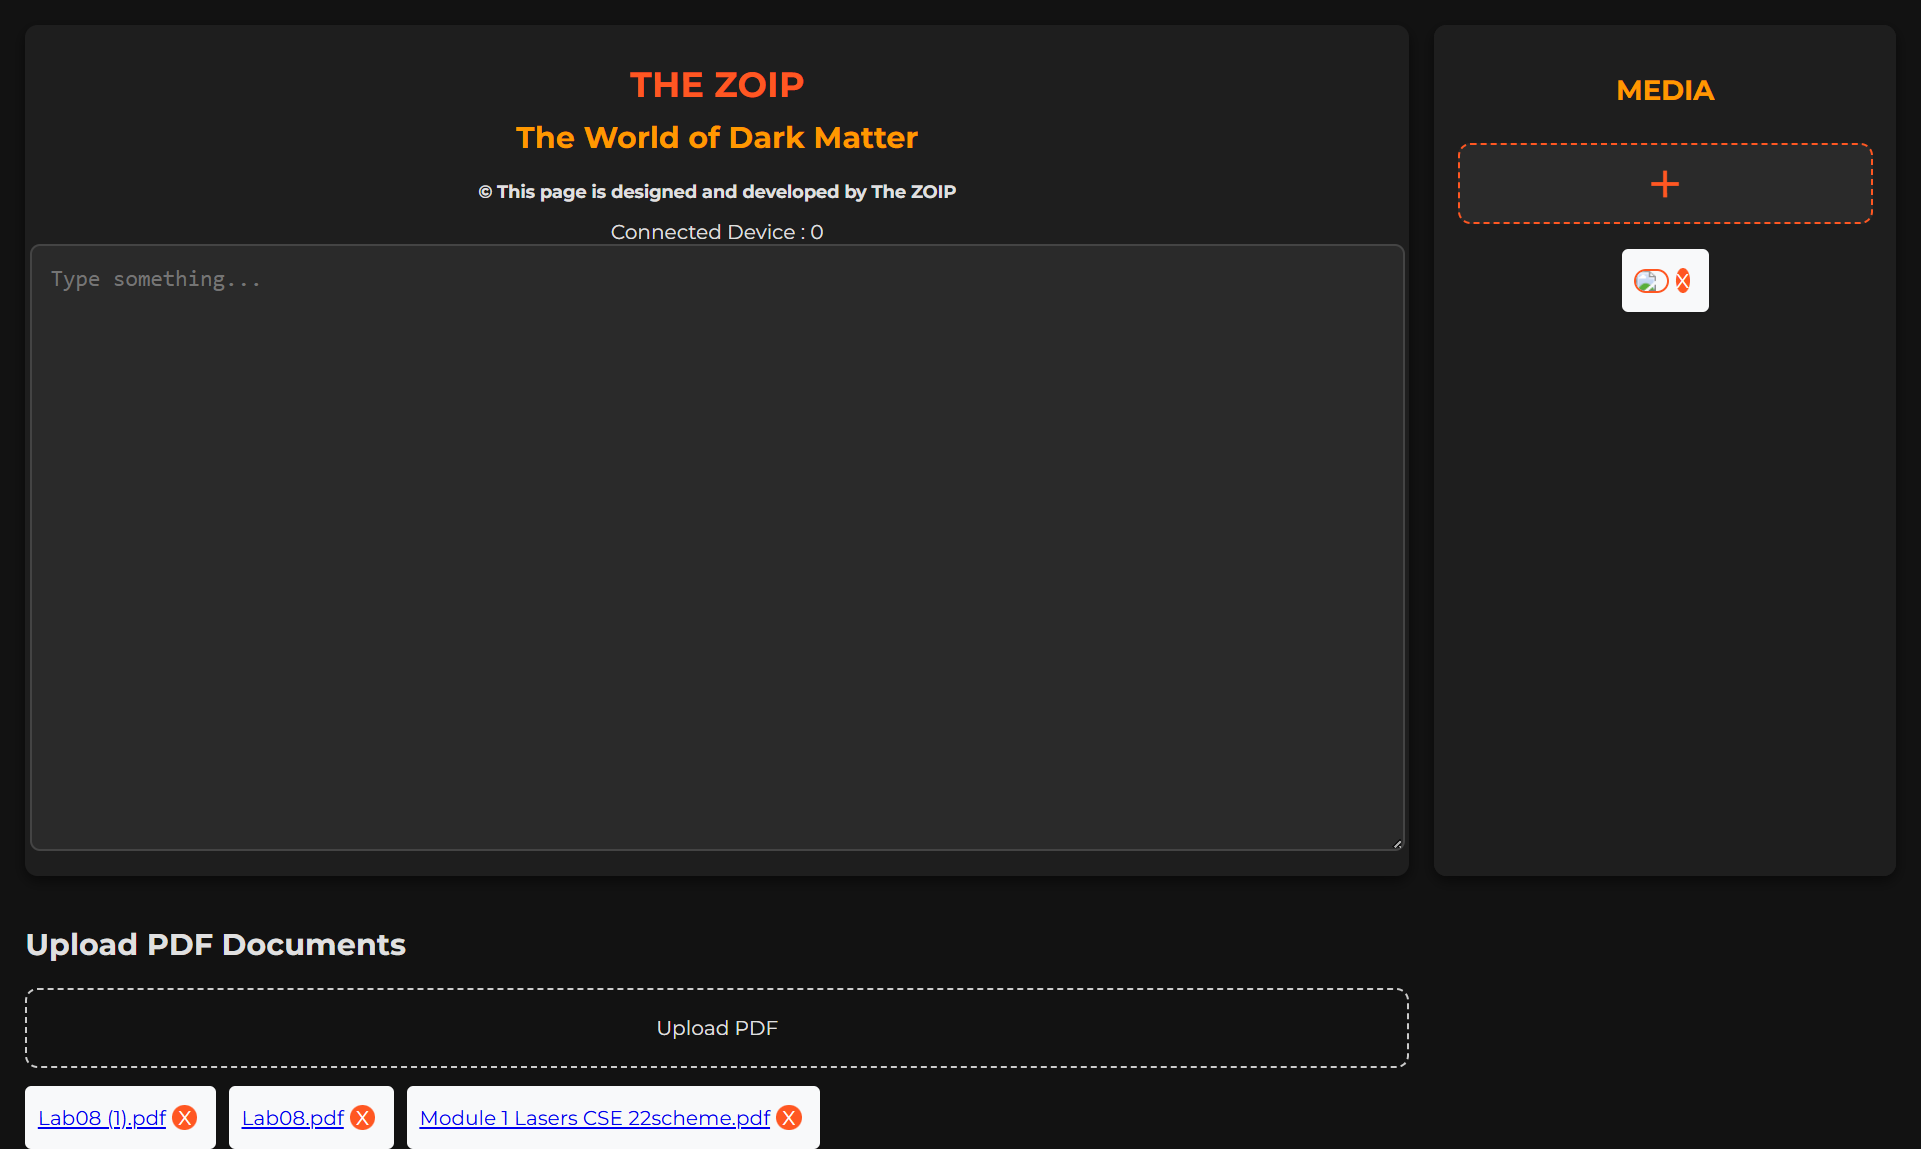 THE ZOIP
The World of Dark Matter
© This page is designed and developed by The ZOIP
Connected Device : 0
Type something...
MEDIA
+
X
Upload PDF Documents
Upload PDF
Lab08 (1).pdf X
Lab08.pdf X
Module 1 Lasers CSE 22scheme.pdf X